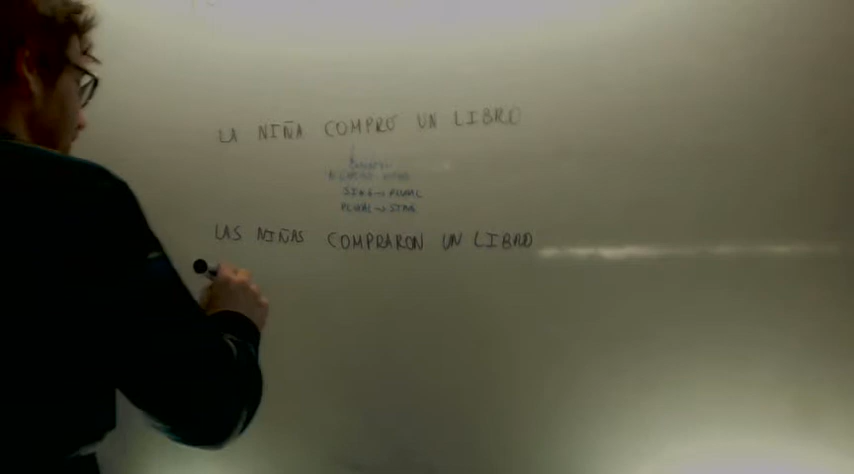 LA NIÑA COMPRÓ UN LIBRO
SING → PLURAL
PLURAL → SING
LAS NIÑAS COMPRARON UN LIBRO